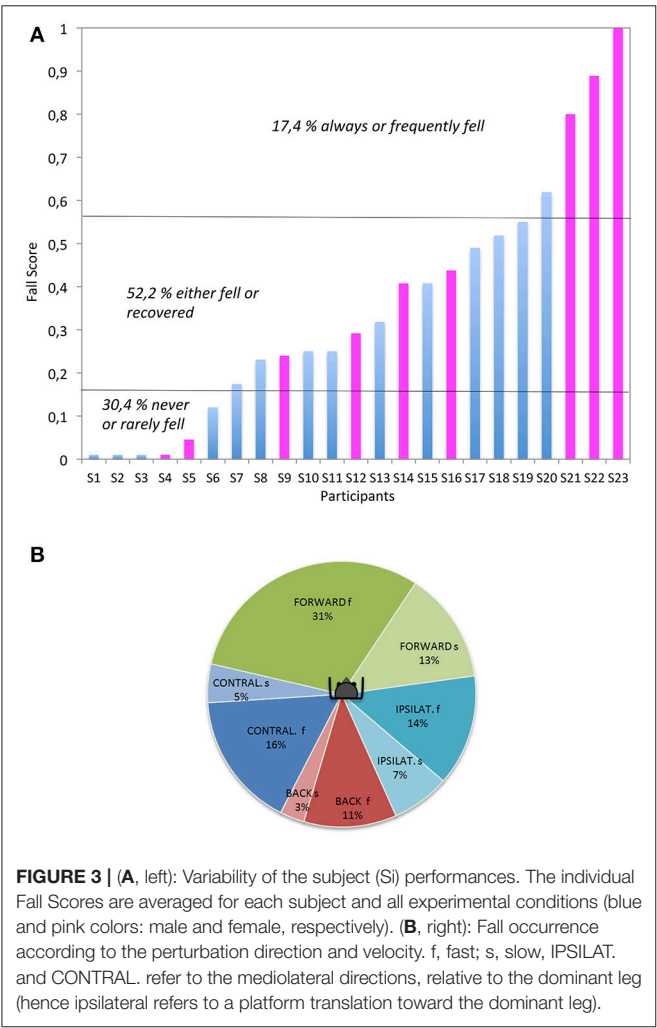 A
1
0,9
0,8
0,7
0,6
0,5
0,4
0,3
0,2
0,1
0
Fall Score
17,4 % always or frequently fell
52,2 % either fell or
recovered
30,4 % never
or rarely fell
S1 S2 S3 S4 S5 S6 S7 S8 S9 S10 S11 S12 S13 S14 S15 S16 S17 S18 S19 S20 S21 S22 S23
Participants
B
FORWARD f
31%
FORWARD s
13%
IPSILAT. f
14%
IPSILAT. s
7%
BACK f
11%
BACK s
3%
CONTRAL. f
16%
CONTRAL. s
5%
FIGURE 3 | (A, left): Variability of the subject (Si) performances. The individual
Fall Scores are averaged for each subject and all experimental conditions (blue
and pink colors: male and female, respectively). (B, right): Fall occurrence
according to the perturbation direction and velocity. f, fast; s, slow, IPSILAT.
and CONTRAL. refer to the mediolateral directions, relative to the dominant leg
(hence ipsilateral refers to a platform translation toward the dominant leg).